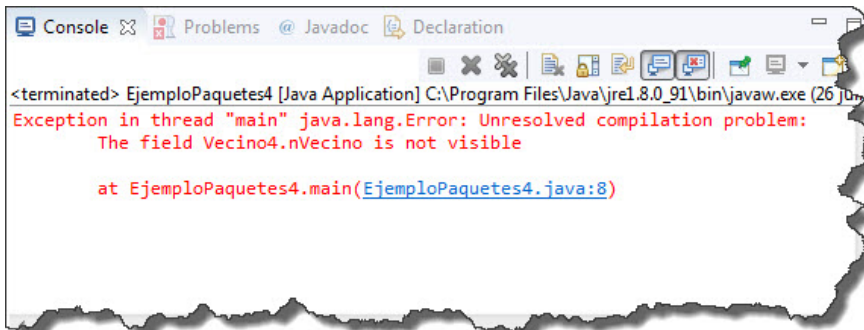 Console Problems @ Javadoc Declaration
<terminated> EjemploPaquetes4 [Java Application] C:\Program Files\Java\jre1.8.0_91\bin\javaw.exe (26 ju
Exception in thread "main" java.lang.Error: Unresolved compilation problem:
The field Vecino4.nVecino is not visible
at EjemploPaquetes4.main(EjemploPaquetes4.java:8)